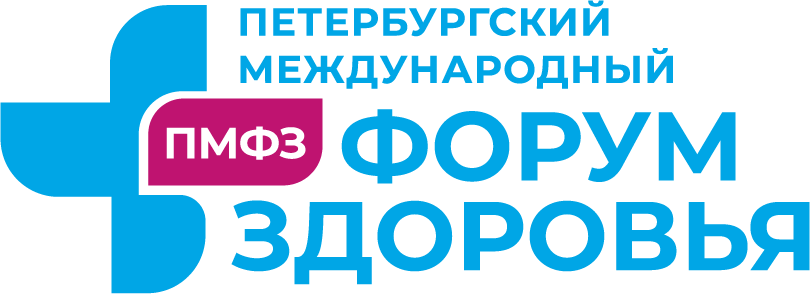 ПЕТЕРБУРГСКИЙ
МЕЖДУНАРОДНЫЙ
ПМФЗ
ФОРУМ
ЗДОРОВЬЯ